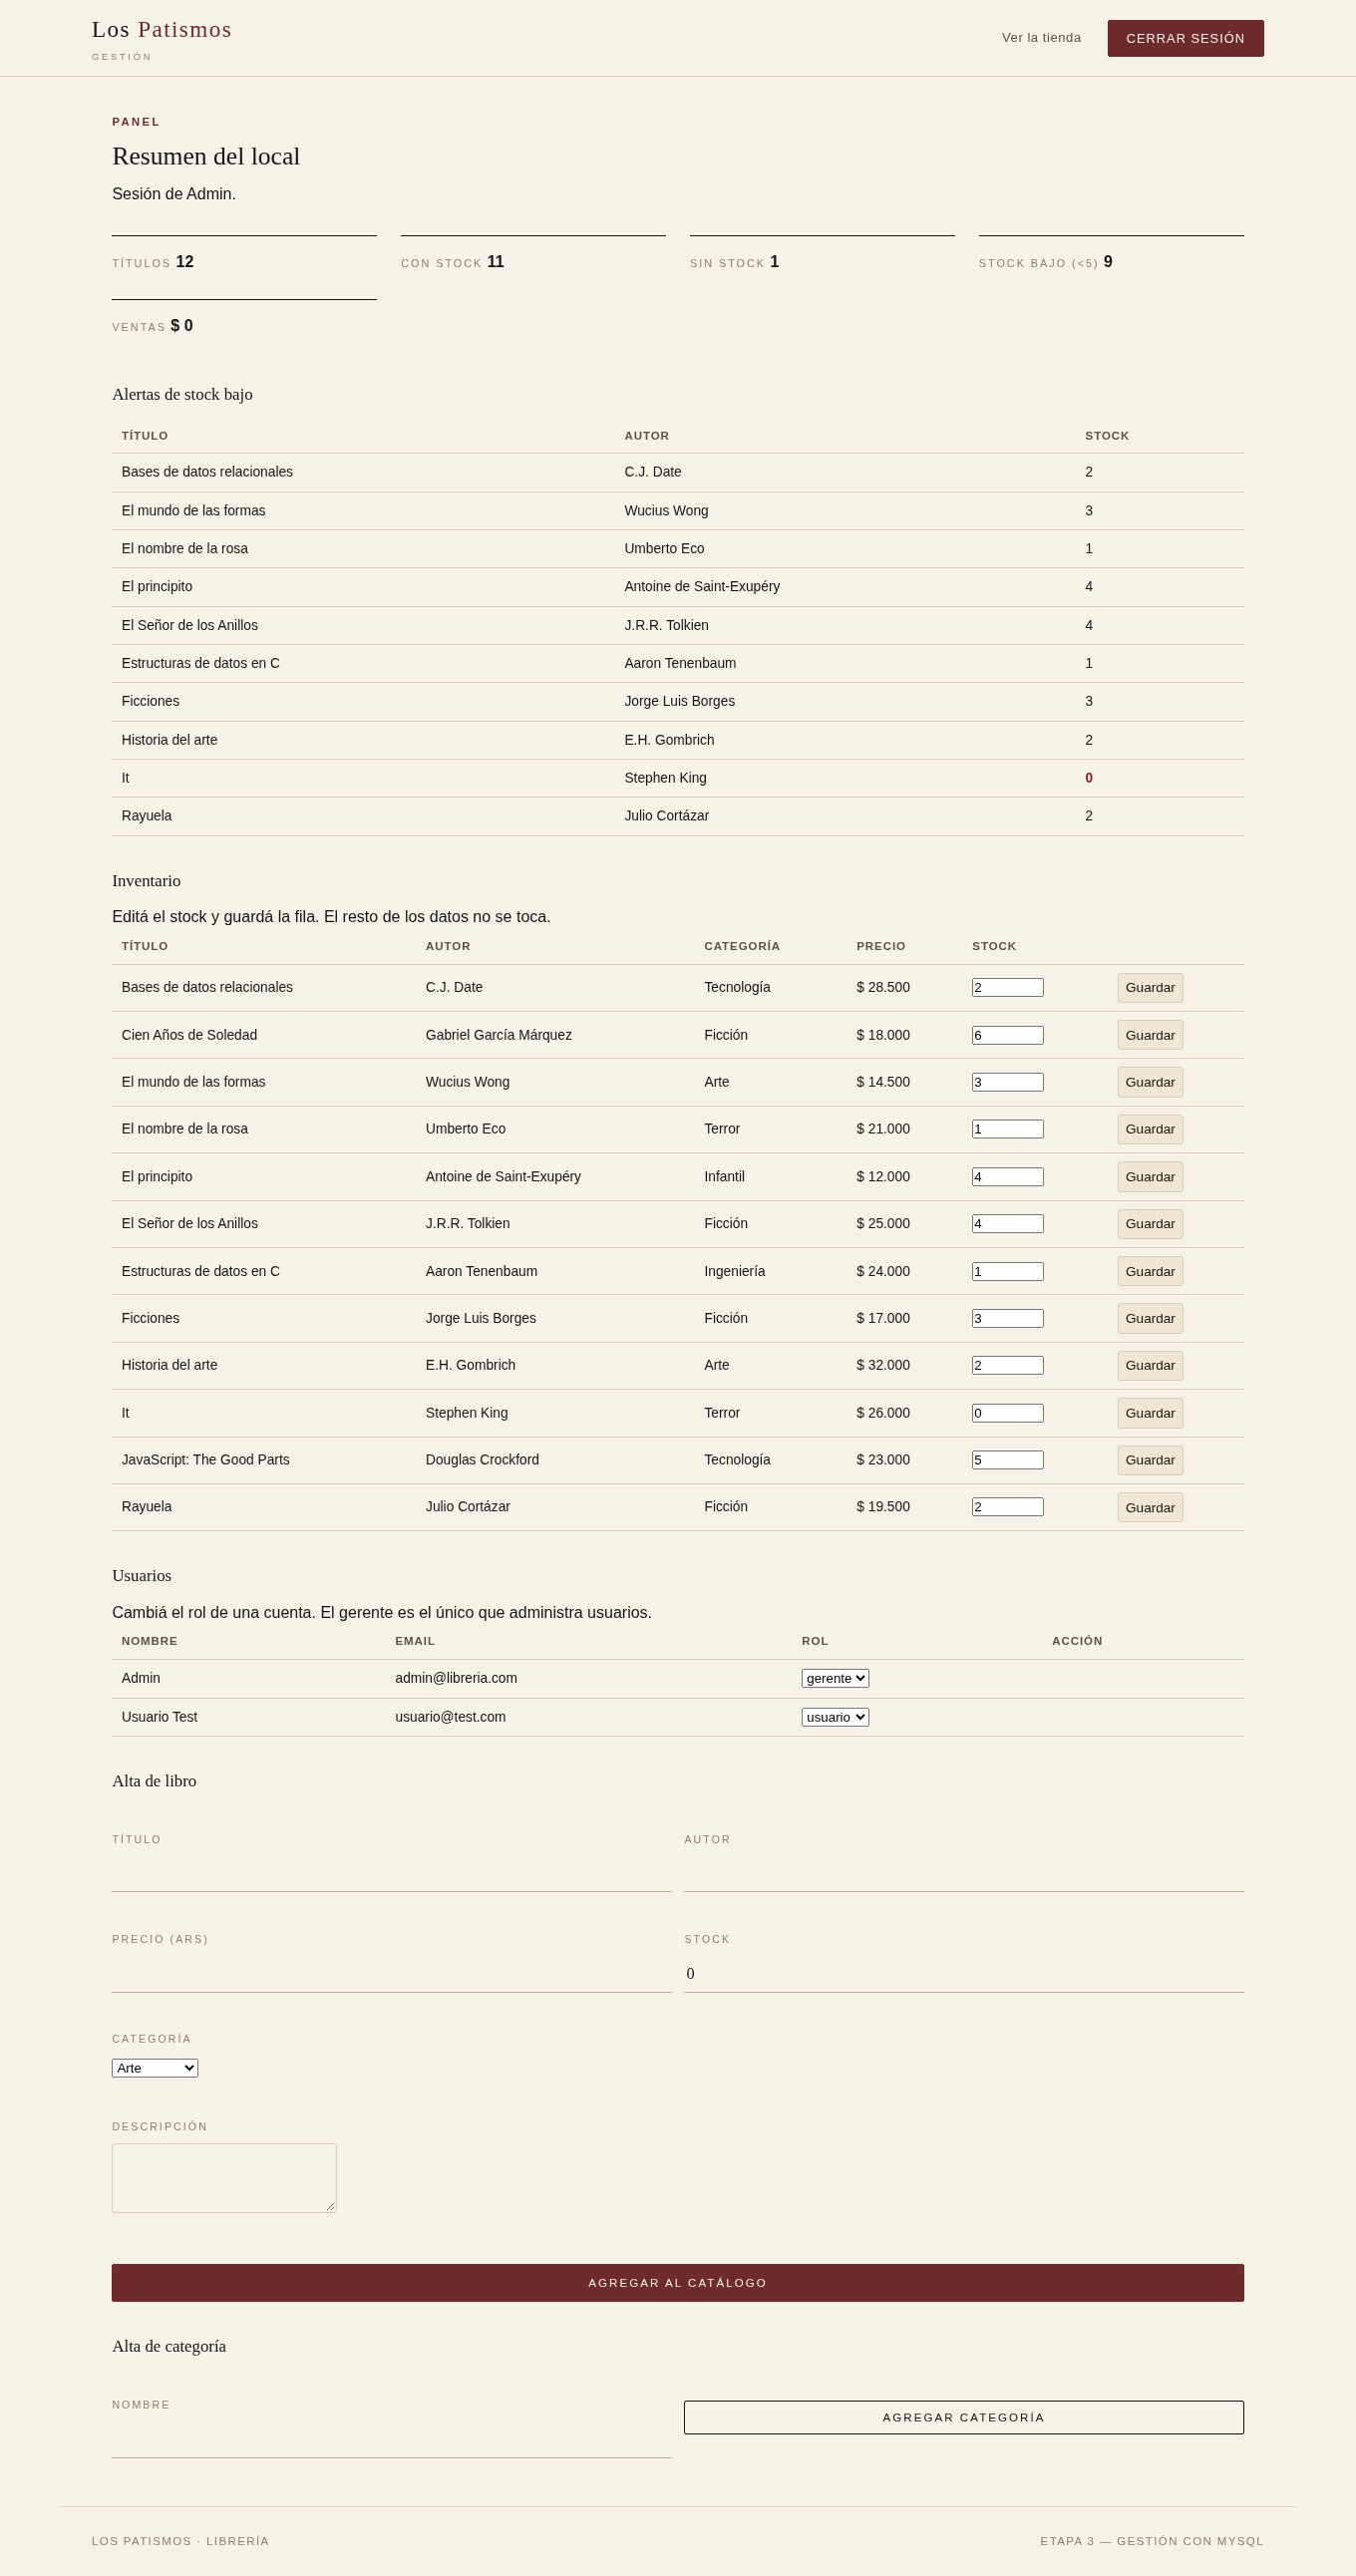 Los Patismos
GESTIÓN
Ver la tienda
CERRAR SESIÓN
PANEL
Resumen del local
Sesión de Admin.
TÍTULOS 12
CON STOCK 11
SIN STOCK 1
STOCK BAJO (<5) 9
VENTAS $ 0
Alertas de stock bajo
TÍTULO AUTOR STOCK
Bases de datos relacionales C.J. Date 2
El mundo de las formas Wucius Wong 3
El nombre de la rosa Umberto Eco 1
El principito Antoine de Saint-Exupéry 4
El Señor de los Anillos J.R.R. Tolkien 4
Estructuras de datos en C Aaron Tenenbaum 1
Ficciones Jorge Luis Borges 3
Historia del arte E.H. Gombrich 2
It Stephen King 0
Rayuela Julio Cortázar 2
Inventario
Editá el stock y guardá la fila. El resto de los datos no se toca.
TÍTULO AUTOR CATEGORÍA PRECIO STOCK
Bases de datos relacionales C.J. Date Tecnología $ 28.500 2 Guardar
Cien Años de Soledad Gabriel García Márquez Ficción $ 18.000 6 Guardar
El mundo de las formas Wucius Wong Arte $ 14.500 3 Guardar
El nombre de la rosa Umberto Eco Terror $ 21.000 1 Guardar
El principito Antoine de Saint-Exupéry Infantil $ 12.000 4 Guardar
El Señor de los Anillos J.R.R. Tolkien Ficción $ 25.000 4 Guardar
Estructuras de datos en C Aaron Tenenbaum Ingeniería $ 24.000 1 Guardar
Ficciones Jorge Luis Borges Ficción $ 17.000 3 Guardar
Historia del arte E.H. Gombrich Arte $ 32.000 2 Guardar
It Stephen King Terror $ 26.000 0 Guardar
JavaScript: The Good Parts Douglas Crockford Tecnología $ 23.000 5 Guardar
Rayuela Julio Cortázar Ficción $ 19.500 2 Guardar
Usuarios
Cambiá el rol de una cuenta. El gerente es el único que administra usuarios.
NOMBRE EMAIL ROL ACCIÓN
Admin admin@libreria.com gerente
Usuario Test usuario@test.com usuario
Alta de libro
TÍTULO AUTOR
PRECIO (ARS) STOCK
0
CATEGORÍA
Arte
DESCRIPCIÓN
AGREGAR AL CATÁLOGO
Alta de categoría
NOMBRE
AGREGAR CATEGORÍA
LOS PATISMOS · LIBRERÍA
ETAPA 3 — GESTIÓN CON MYSQL